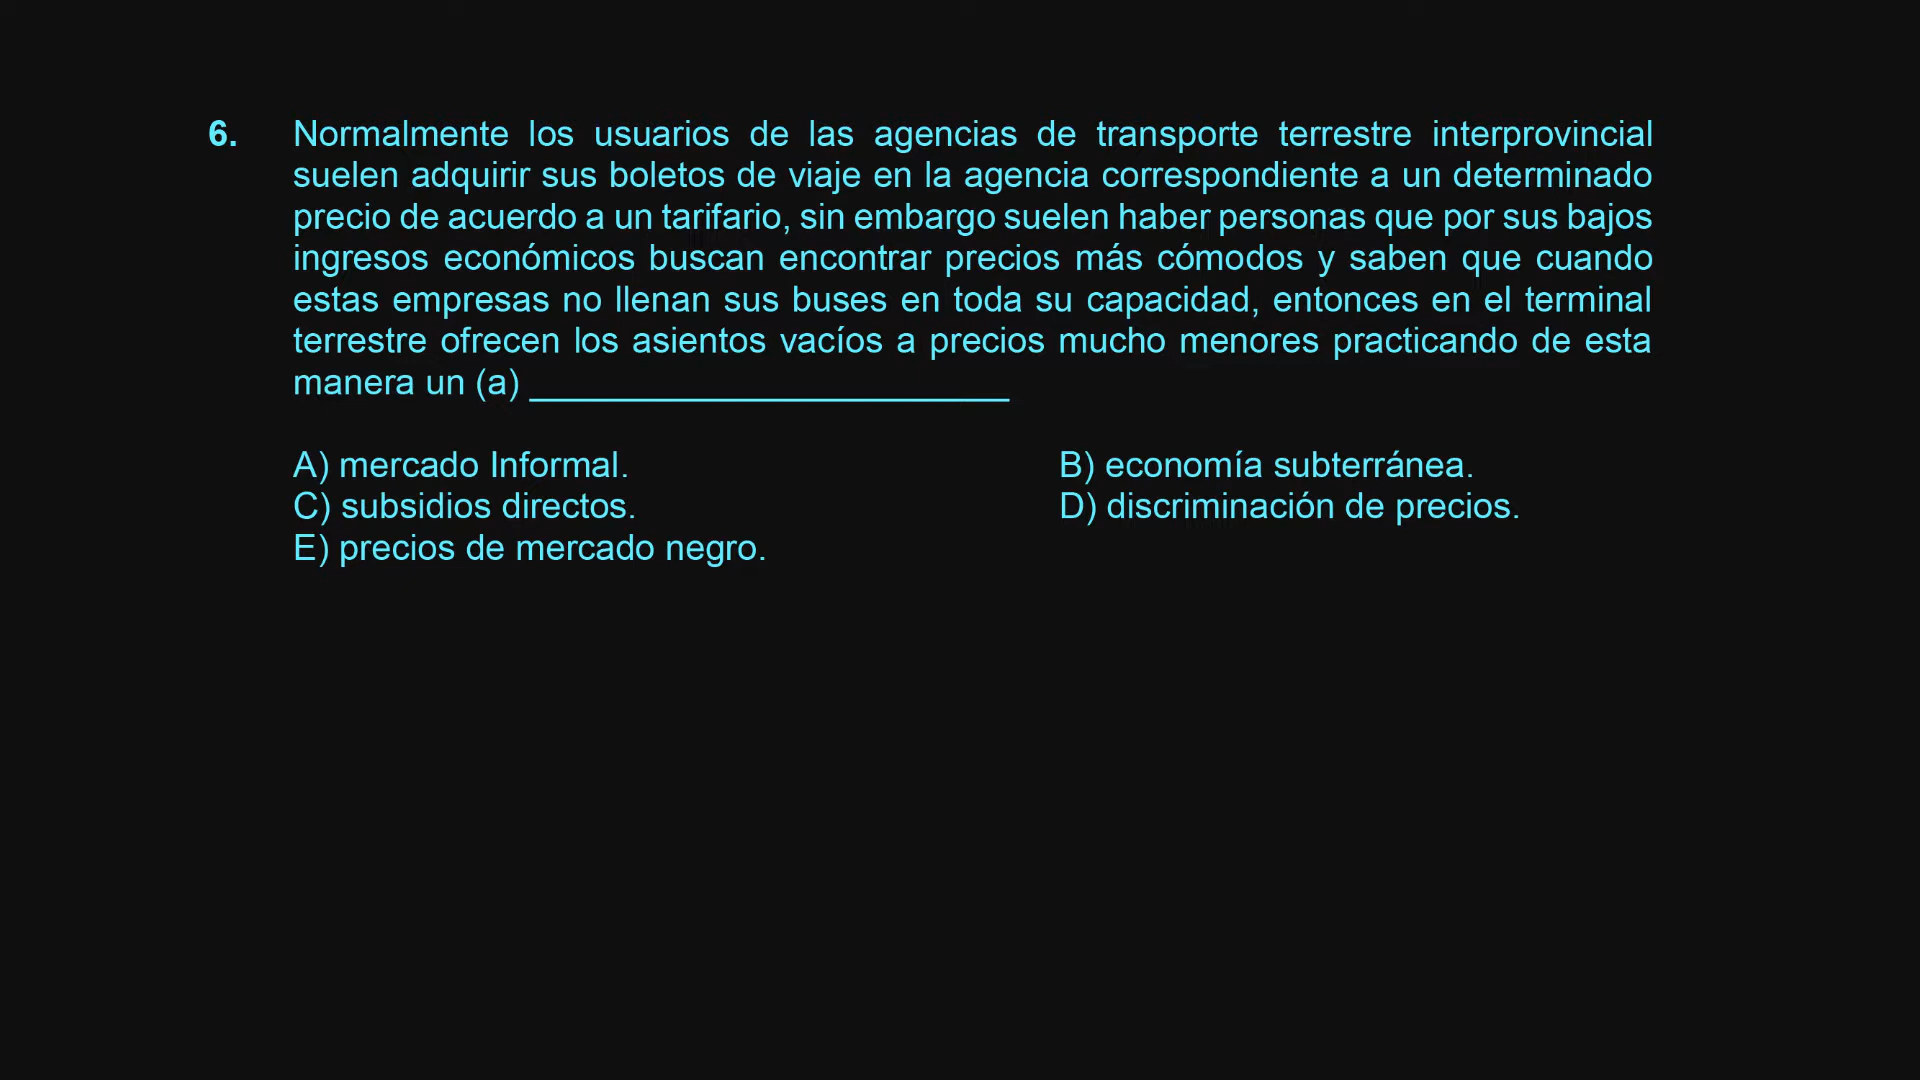 6. Normalmente los usuarios de las agencias de transporte terrestre interprovincial
suelen adquirir sus boletos de viaje en la agencia correspondiente a un determinado
precio de acuerdo a un tarifario, sin embargo suelen haber personas que por sus bajos
ingresos económicos buscan encontrar precios más cómodos y saben que cuando
estas empresas no llenan sus buses en toda su capacidad, entonces en el terminal
terrestre ofrecen los asientos vacíos a precios mucho menores practicando de esta
manera un (a) ________________________
A) mercado Informal. B) economía subterránea.
C) subsidios directos. D) discriminación de precios.
E) precios de mercado negro.